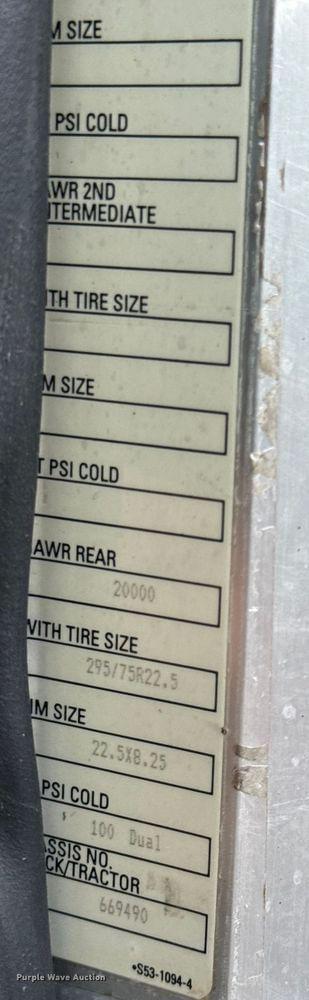 M SIZE
PSI COLD
AWR 2ND
NTERMEDIATE
ITH TIRE SIZE
M SIZE
T PSI COLD
AWR REAR
20000
WITH TIRE SIZE
295/75R22.5
IM SIZE
22.5X8.25
PSI COLD
100 Dual
ASSIS NO.
CK/TRACTOR
669490
•S53-1094-4
Purple Wave Auction